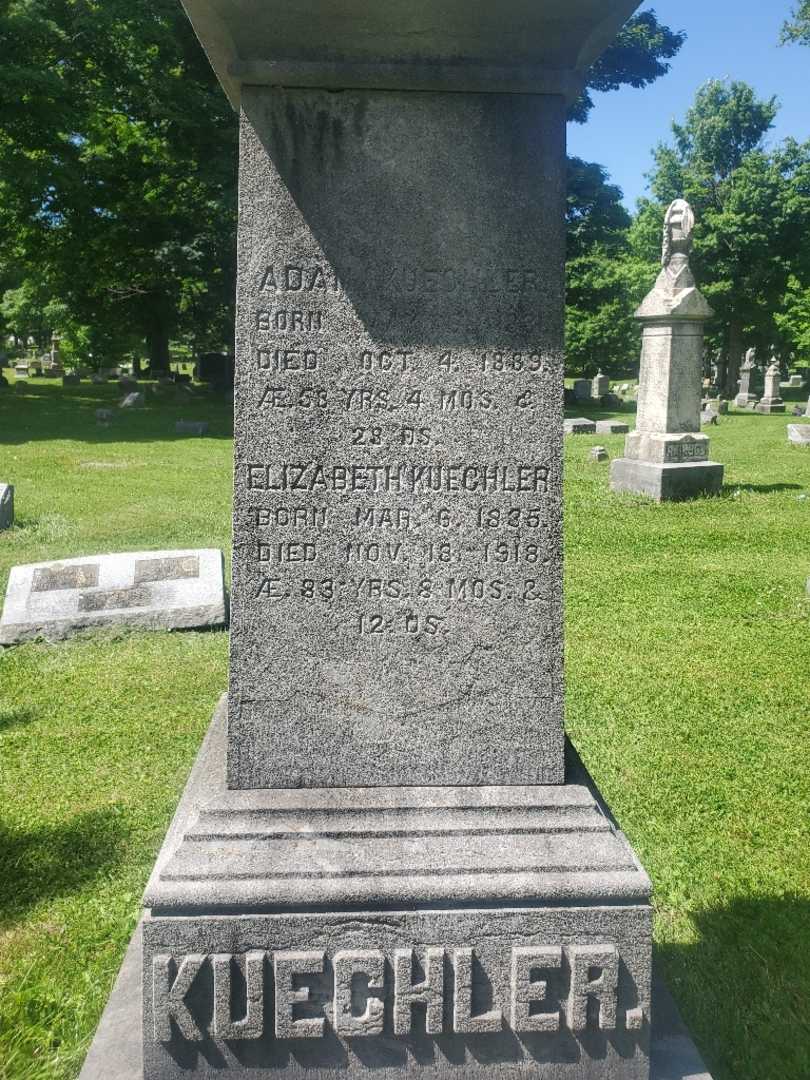 ADAM KUECHLER
BORN
DIED OCT. 4. 1889.
Æ. 58 YRS. 4 MOS. &
28 DS.
ELIZABETH KUECHLER
BORN MAR. 6. 1835.
DIED NOV. 18. 1918.
Æ. 83 YRS. 8 MOS. &
12. DS.
KUECHLER.